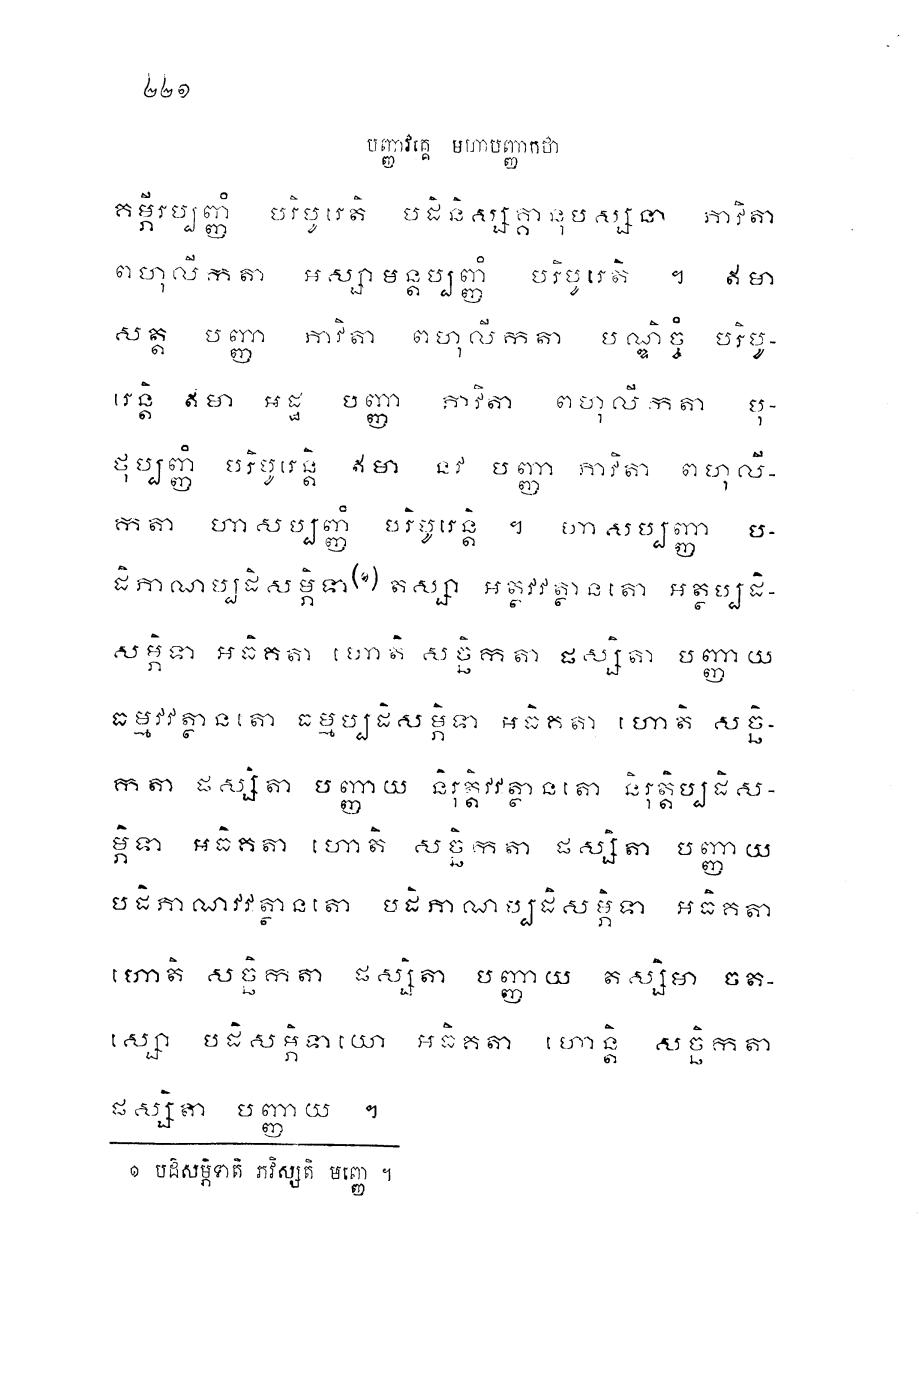 ២២១
បញ្ញាវគ្គេ មហាបញ្ញាកថា
គម្ភីរប្បញ្ញំ បរិបូរេតិ បដិនិស្សគ្គានុបស្សនា ភាវិតា
ពហុលីកតា អស្សាមន្តប្បញ្ញំ បរិបូរេតិ ។ ឥមា
សត្ត បញ្ញា ភាវិតា ពហុលីកតា បណ្ឌិច្ចំ បរិបូ-
រេន្តិ ឥមា អដ្ឋ បញ្ញា ភាវិតា ពហុលីកតា បុ-
ថុប្បញ្ញំ បរិបូរេន្តិ ឥមា នវ បញ្ញា ភាវិតា ពហុលី-
កតា ហាសប្បញ្ញំ បរិបូរេន្តិ ។ ហាសប្បញ្ញា ប-
ដិភាណប្បដិសម្ភិទា(១) តស្សា អត្ថវវត្ថានតោ អត្ថប្បដិ-
សម្ភិទា អធិគតា ហោតិ សច្ឆិកតា ផស្សិតា បញ្ញាយ
ធម្មវវត្ថានតោ ធម្មប្បដិសម្ភិទា អធិគតា ហោតិ សច្ឆិ-
កតា ផស្សិតា បញ្ញាយ និរុត្តិវវត្ថានតោ និរុត្តិប្បដិស-
ម្ភិទា អធិគតា ហោតិ សច្ឆិកតា ផស្សិតា បញ្ញាយ
បដិភាណវវត្ថានតោ បដិភាណប្បដិសម្ភិទា អធិគតា
ហោតិ សច្ឆិកតា ផស្សិតា បញ្ញាយ តស្សិមា ចត-
ស្សោ បដិសម្ភិទាយោ អធិគតា ហោន្តិ សច្ឆិកតា
ផស្សិតា បញ្ញាយ ។
១ បដិសម្ភិទាតិ ភវិស្សតិ មញ្ញេ ។